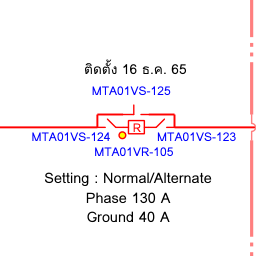 ติดตั้ง 16 ธ.ค. 65
MTA01VS-125
R
MTA01VS-124
MTA01VS-123
MTA01VR-105
Setting : Normal/Alternate
Phase 130 A
Ground 40 A